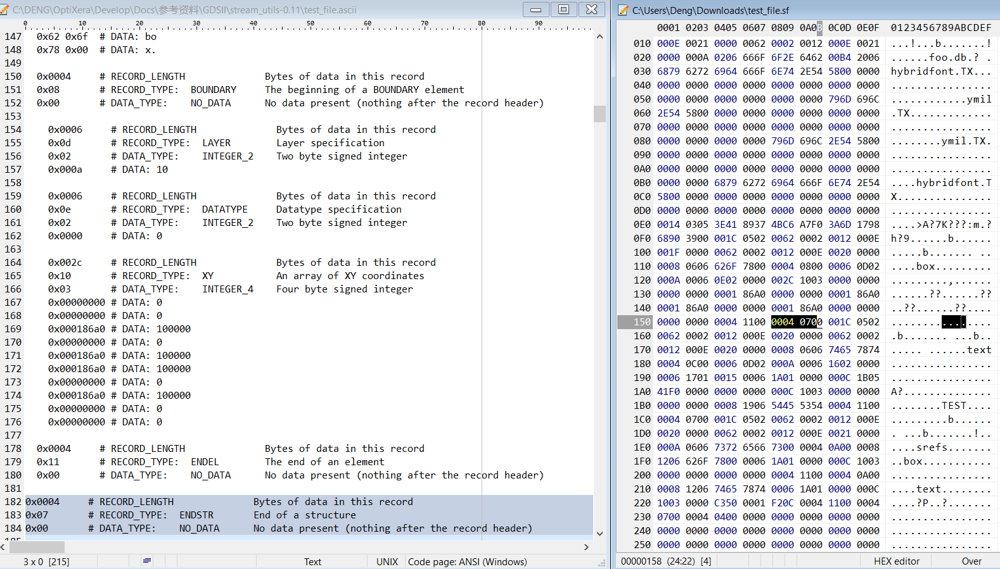 C:\DENG\OptiXera\Develop\Docs\参考资料\GDSII\stream_utils-0.11\test_file.ascii
0 10 20 30 40 50 60 70 80 90
147 0x62 0x6f # DATA: bo
148 0x78 0x00 # DATA: x.
149
150 0x0004 # RECORD_LENGTH Bytes of data in this record
151 0x08 # RECORD_TYPE: BOUNDARY The beginning of a BOUNDARY element
152 0x00 # DATA_TYPE: NO_DATA No data present (nothing after the record header)
153
154 0x0006 # RECORD_LENGTH Bytes of data in this record
155 0x0d # RECORD_TYPE: LAYER Layer specification
156 0x02 # DATA_TYPE: INTEGER_2 Two byte signed integer
157 0x000a # DATA: 10
158
159 0x0006 # RECORD_LENGTH Bytes of data in this record
160 0x0e # RECORD_TYPE: DATATYPE Datatype specification
161 0x02 # DATA_TYPE: INTEGER_2 Two byte signed integer
162 0x0000 # DATA: 0
163
164 0x002c # RECORD_LENGTH Bytes of data in this record
165 0x10 # RECORD_TYPE: XY An array of XY coordinates
166 0x03 # DATA_TYPE: INTEGER_4 Four byte signed integer
167 0x00000000 # DATA: 0
168 0x00000000 # DATA: 0
169 0x000186a0 # DATA: 100000
170 0x00000000 # DATA: 0
171 0x000186a0 # DATA: 100000
172 0x000186a0 # DATA: 100000
173 0x00000000 # DATA: 0
174 0x000186a0 # DATA: 100000
175 0x00000000 # DATA: 0
176 0x00000000 # DATA: 0
177
178 0x0004 # RECORD_LENGTH Bytes of data in this record
179 0x11 # RECORD_TYPE: ENDEL The end of an element
180 0x00 # DATA_TYPE: NO_DATA No data present (nothing after the record header)
181
182 0x0004 # RECORD_LENGTH Bytes of data in this record
183 0x07 # RECORD_TYPE: ENDSTR End of a structure
184 0x00 # DATA_TYPE: NO_DATA No data present (nothing after the record header)
3 x 0 [215] Text UNIX Code page: ANSI (Windows)
C:\Users\Deng\Downloads\test_file.sf
0001 0203 0405 0607 0809 0A0B 0C0D 0E0F 0123456789ABCDEF
010 000E 0021 0000 0062 0002 0012 000E 0021 ...!...b.......!
020 0000 000A 0206 666F 6F2E 6462 00B4 2006 ......foo.db.? .
030 6879 6272 6964 666F 6E74 2E54 5800 0000 hybridfont.TX...
040 0000 0000 0000 0000 0000 0000 0000 0000 ................
050 0000 0000 0000 0000 0000 0000 796D 696C ............ymil
060 2E54 5800 0000 0000 0000 0000 0000 0000 .TX.............
070 0000 0000 0000 0000 0000 0000 0000 0000 ................
080 0000 0000 0000 0000 796D 696C 2E54 5800 ........ymil.TX.
090 0000 0000 0000 0000 0000 0000 0000 0000 ................
0A0 0000 0000 0000 0000 0000 0000 0000 0000 ................
0B0 0000 0000 6879 6272 6964 666F 6E74 2E54 ....hybridfont.T
0C0 5800 0000 0000 0000 0000 0000 0000 0000 X...............
0D0 0000 0000 0000 0000 0000 0000 0000 0000 ................
0E0 0014 0305 3E41 8937 4BC6 A7F0 3A6D 1798 ....>A?7K???:m.?
0F0 6890 3900 001C 0502 0062 0002 0012 000E h?9......b......
100 001F 0000 0062 0002 0012 000E 0020 0000 .....b....... ..
110 0008 0606 626F 7800 0004 0800 0006 0D02 ....box.........
120 000A 0006 0E02 0000 002C 1003 0000 0000 .........,......
130 0000 0000 0001 86A0 0000 0000 0001 86A0 ......??......??
140 0001 86A0 0000 0000 0001 86A0 0000 0000 ..??......??....
150 0000 0000 0004 1100 0004 0700 001C 0502 ................
160 0062 0002 0012 000E 0020 0000 0062 0002 .b....... ...b..
170 0012 000E 0020 0000 0008 0606 7465 7874 ..... ......text
180 0004 0C00 0006 0D02 000A 0006 1602 0000 ................
190 0006 1701 0015 0006 1A01 0000 000C 1B05 ................
1A0 41F0 0000 0000 0000 000C 1003 0000 0000 A?..............
1B0 0000 0000 0008 1906 5445 5354 0004 1100 ........TEST....
1C0 0004 0700 001C 0502 0062 0002 0012 000E .........b......
1D0 0020 0000 0062 0002 0012 000E 0021 0000 . ...b.......!..
1E0 000A 0606 7372 6566 7300 0004 0A00 0008 ....srefs.......
1F0 1206 626F 7800 0006 1A01 0000 000C 1003 ..box...........
200 0000 0000 0000 0000 0004 1100 0004 0A00 ................
210 0008 1206 7465 7874 0006 1A01 0000 000C ....text........
220 1003 0000 C350 0001 F20C 0004 1100 0004 ....?P..?.......
230 0700 0004 0400 0000 0000 0000 0000 0000 ................
240 0000 0000 0000 0000 0000 0000 0000 0000 ................
250 0000 0000 0000 0000 0000 0000 0000 0000 ................
00000158 (24:22) [4] HEX editor Over